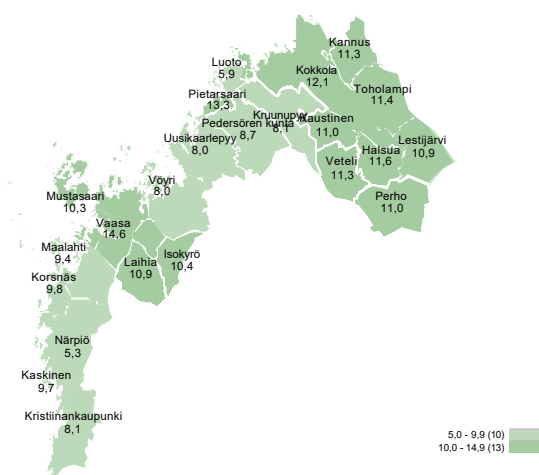 Kannus
11,3
Luoto
5,9
Kokkola
12,1
Toholampi
11,4
Pietarsaari
13,3
Kruunupyy
8,1
Kaustinen
11,0
Pedersören kunta
8,7
Uusikaarlepyy
8,0
Lestijärvi
10,9
Halsua
11,6
Veteli
11,3
Vöyri
8,0
Perho
11,0
Mustasaari
10,3
Vaasa
14,6
Maalahti
9,4
Isokyrö
10,4
Laihia
10,9
Korsnäs
9,8
Närpiö
5,3
Kaskinen
9,7
Kristiinankaupunki
8,1
5,0 - 9,9 (10)
10,0 - 14,9 (13)